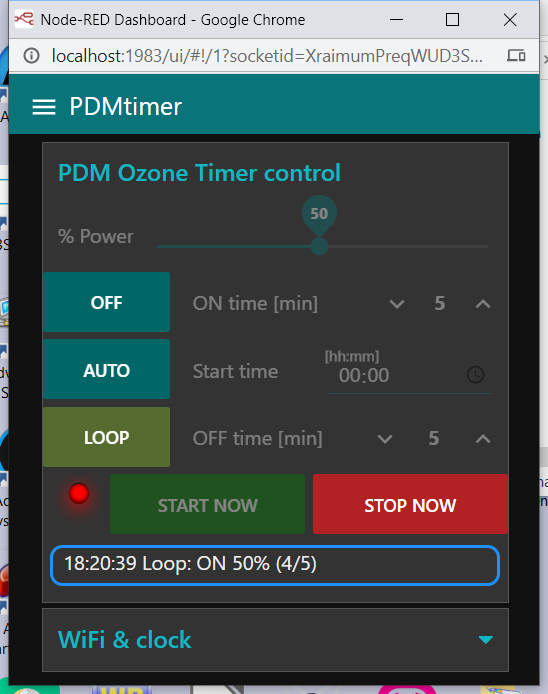 Node-RED Dashboard - Google Chrome
localhost:1983/ui/#!/1?socketid=XraimumPreqWUD3S...
PDMtimer
PDM Ozone Timer control
50
% Power
OFF ON time [min] 5
AUTO Start time [hh:mm] 00:00
LOOP OFF time [min] 5
START NOW STOP NOW
18:20:39 Loop: ON 50% (4/5)
WiFi & clock